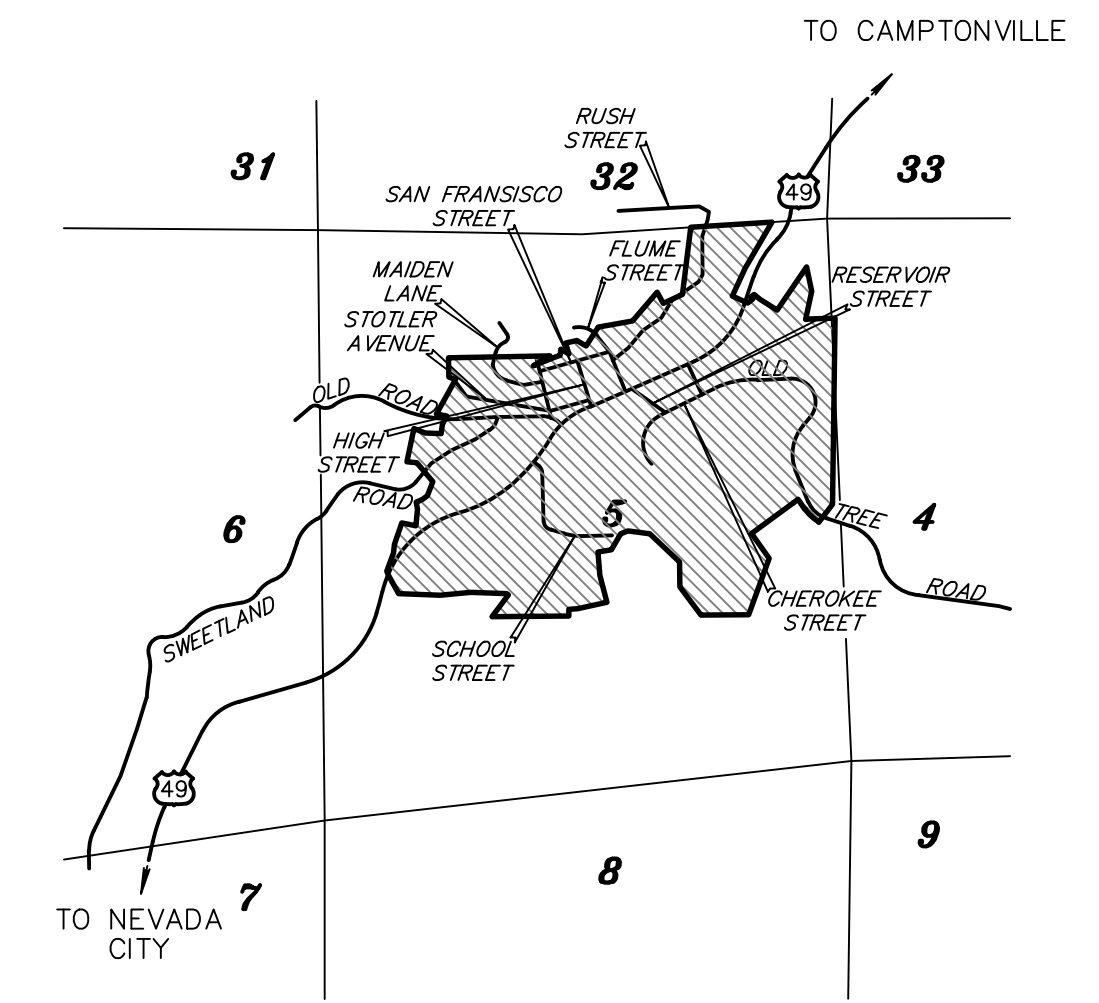 TO CAMPTONVILLE
RUSH
STREET
31
32
33
49
SAN FRANSISCO
STREET
FLUME
STREET
MAIDEN
LANE
RESERVOIR
STREET
STOTLER
AVENUE
OLD
OLD
ROAD
HIGH
STREET
ROAD
5
TREE
4
6
ROAD
CHEROKEE
STREET
SWEETLAND
SCHOOL
STREET
49
9
8
7
TO NEVADA
CITY